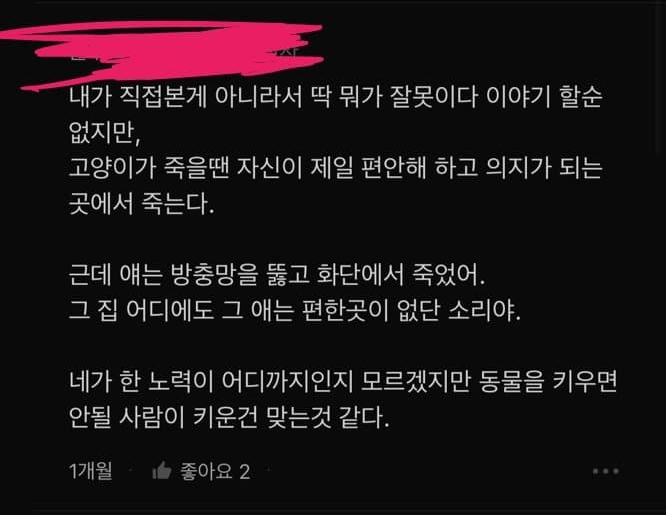 내가 직접본게 아니라서 딱 뭐가 잘못이다 이야기 할순
없지만,
고양이가 죽을땐 자신이 제일 편안해 하고 의지가 되는
곳에서 죽는다.
근데 얘는 방충망을 뚫고 화단에서 죽었어.
그 집 어디에도 그 애는 편한곳이 없단 소리야.
네가 한 노력이 어디까지인지 모르겠지만 동물을 키우면
안될 사람이 키운건 맞는것 같다.
1개월 · 좋아요 2 ·